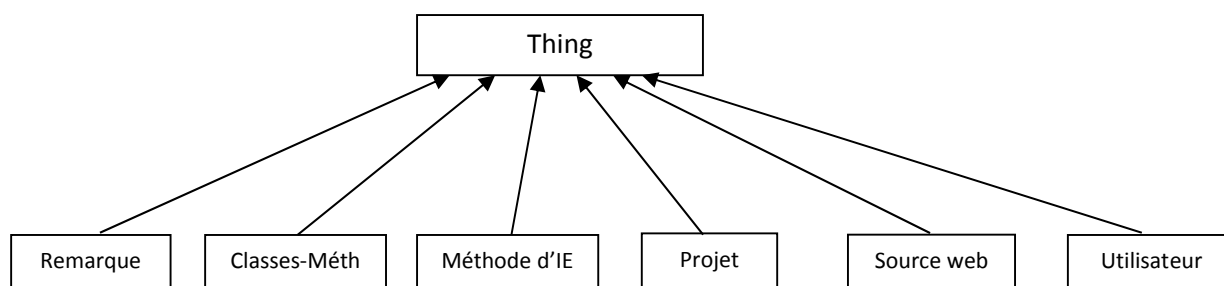 Thing
Remarque
Classes-Méth
Méthode d’IE
Projet
Source web
Utilisateur